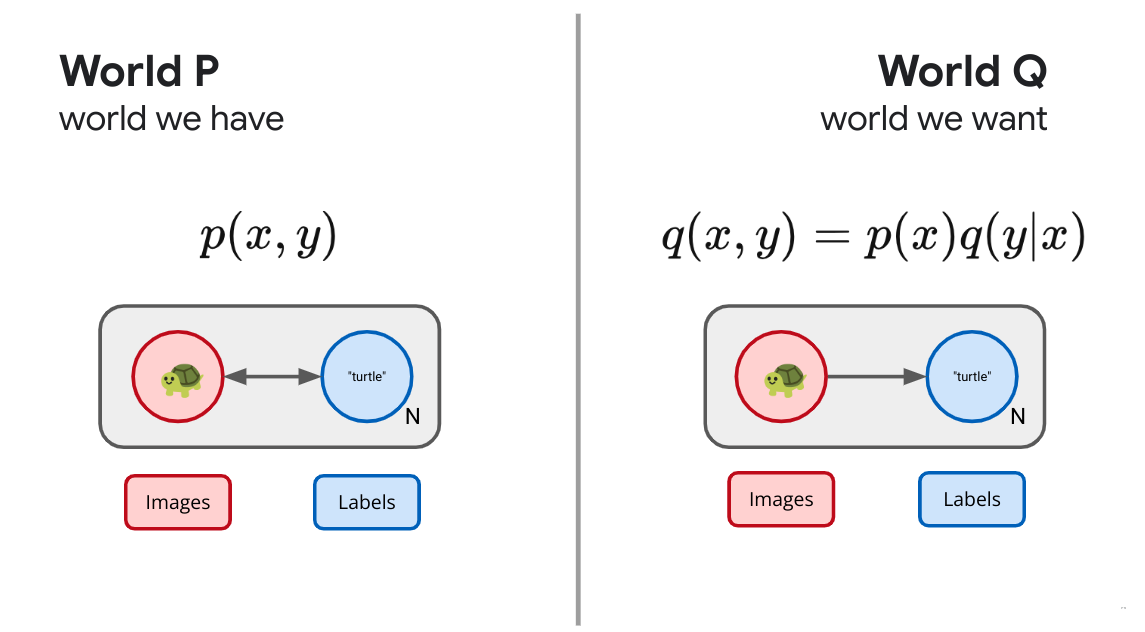 World P
world we have
p(x, y)
"turtle"
N
Images
Labels
World Q
world we want
q(x, y) = p(x)q(y|x)
"turtle"
N
Images
Labels